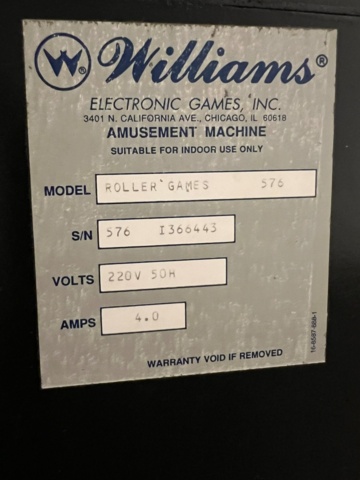 W® Williams®
ELECTRONIC GAMES, INC.
3401 N. CALIFORNIA AVE., CHICAGO, IL 60618
AMUSEMENT MACHINE
SUITABLE FOR INDOOR USE ONLY
MODEL ROLLER GAMES 576
S/N 576 I366443
VOLTS 220V 50H
AMPS 4.0
WARRANTY VOID IF REMOVED